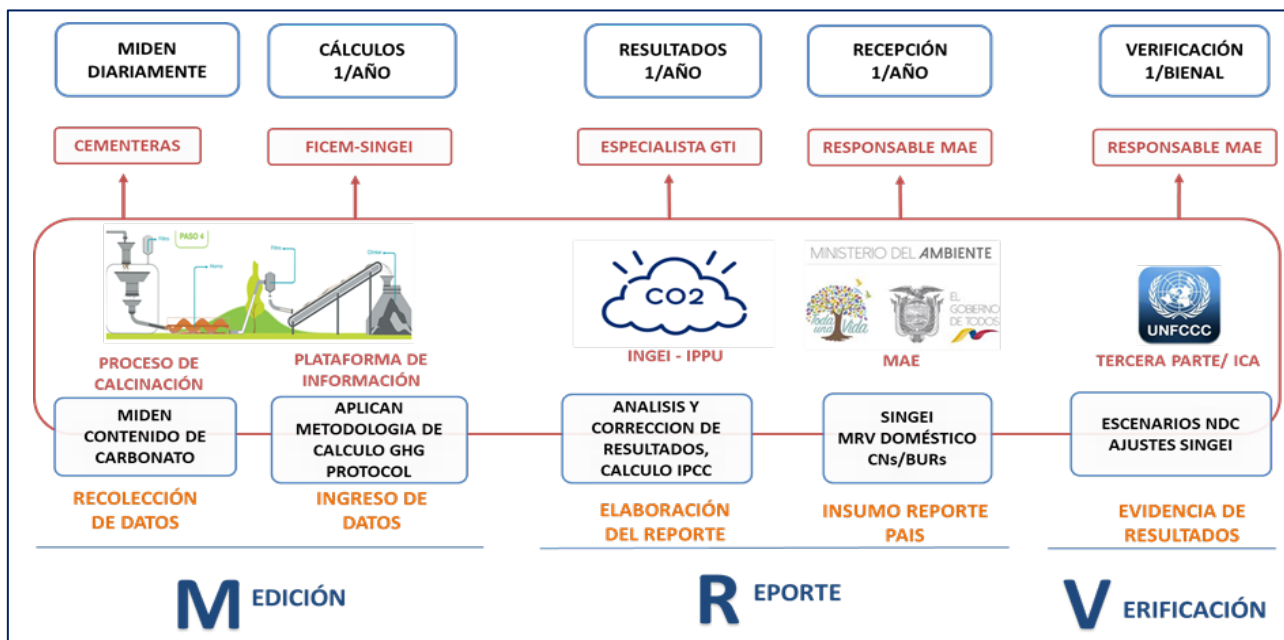 MIDEN
DIARIAMENTE
CÁLCULOS
1/AÑO
RESULTADOS
1/AÑO
RECEPCIÓN
1/AÑO
VERIFICACIÓN
1/BIENAL
CEMENTERAS
FICEM-SINGEI
ESPECIALISTA GTI
RESPONSABLE MAE
RESPONSABLE MAE
PASO 4
Filtro
Horno
Filtro
Clinker
CO2
MINISTERIO DEL AMBIENTE
Toda
una Vida
EL
GOBIERNO
DE TODOS
UNFCCC
PROCESO DE
CALCINACIÓN
PLATAFORMA DE
INFORMACIÓN
INGEI - IPPU
MAE
TERCERA PARTE/ ICA
MIDEN
CONTENIDO DE
CARBONATO
APLICAN
METODOLOGIA DE
CALCULO GHG
PROTOCOL
ANALISIS Y
CORRECCION DE
RESULTADOS,
CALCULO IPCC
SINGEI
MRV DOMÉSTICO
CNs/BURs
ESCENARIOS NDC
AJUSTES SINGEI
RECOLECCIÓN
DE DATOS
INGRESO DE
DATOS
ELABORACIÓN
DEL REPORTE
INSUMO REPORTE
PAIS
EVIDENCIA DE
RESULTADOS
MEDICIÓN
REPORTE
VERIFICACIÓN